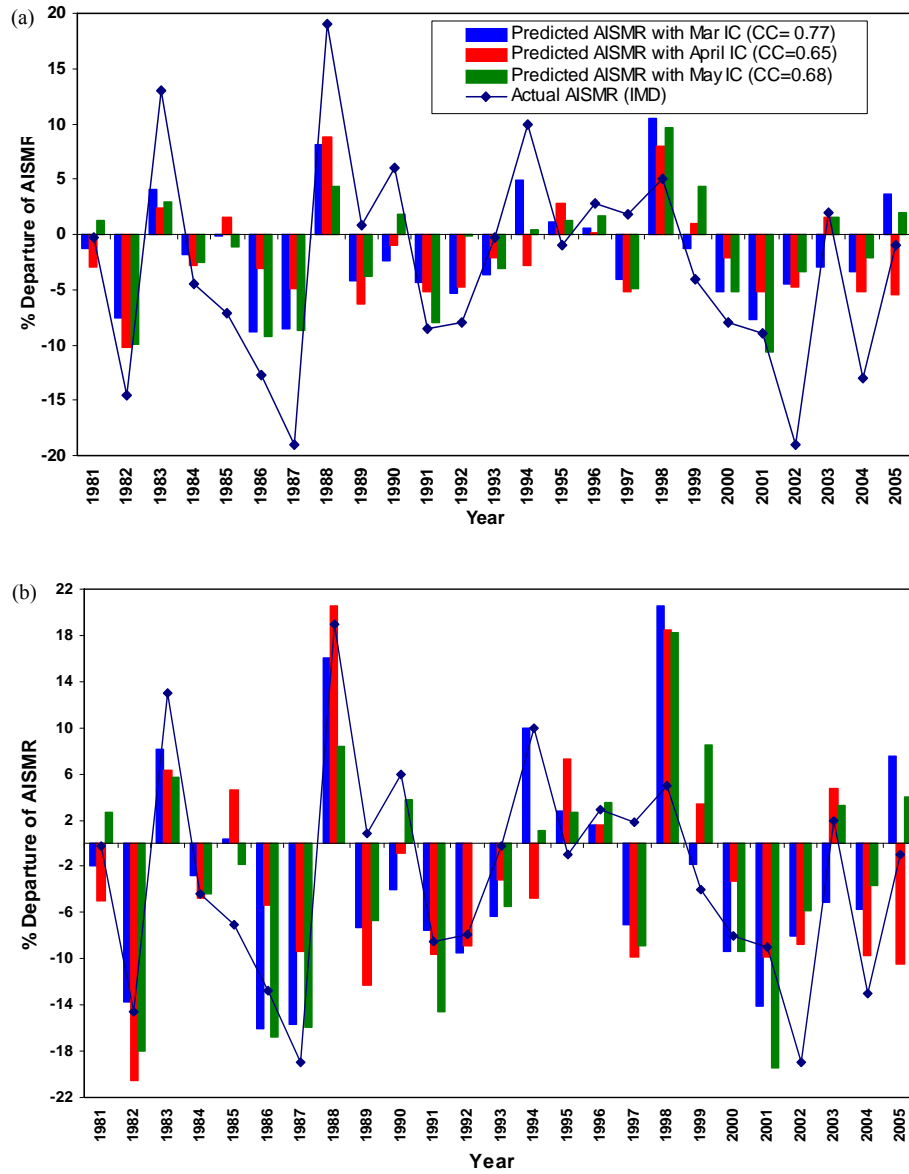 (a)
20
15
10
5
0
-5
-10
-15
-20
% Departure of AISMR
Predicted AISMR with Mar IC (CC= 0.77)
Predicted AISMR with April IC (CC=0.65)
Predicted AISMR with May IC (CC=0.68)
Actual AISMR (IMD)
1981 1982 1983 1984 1985 1986 1987 1988 1989 1990 1991 1992 1993 1994 1995 1996 1997 1998 1999 2000 2001 2002 2003 2004 2005
Year
(b)
22
18
14
10
6
2
-2
-6
-10
-14
-18
-22
% Departure of AISMR
1981 1982 1983 1984 1985 1986 1987 1988 1989 1990 1991 1992 1993 1994 1995 1996 1997 1998 1999 2000 2001 2002 2003 2004 2005
Year